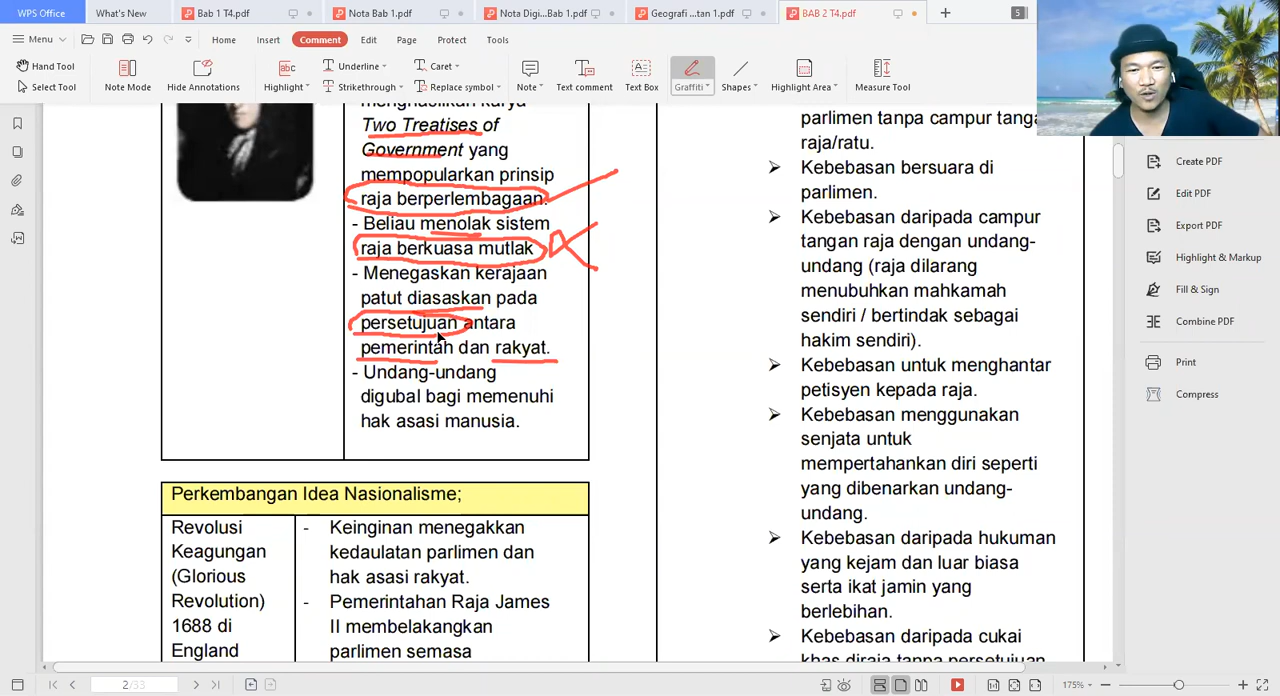 WPS Office
What's New
Bab 1 T4.pdf
Nota Bab 1.pdf
Nota Digi...Bab 1.pdf
Geografi ...tan 1.pdf
BAB 2 T4.pdf
5
Menu
Home
Insert
Comment
Edit
Page
Protect
Tools
Hand Tool
Select Tool
Note Mode
Hide Annotations
Highlight
Underline
Strikethrough
Caret
Replace symbol
Note
Text comment
Text Box
Graffiti
Shapes
Highlight Area
Measure Tool
menghasilkan karya
Two Treatises of
Government yang
mempopularkan prinsip
raja berperlembagaan.
- Beliau menolak sistem
raja berkuasa mutlak
- Menegaskan kerajaan
patut diasaskan pada
persetujuan antara
pemerintah dan rakyat.
- Undang-undang
digubal bagi memenuhi
hak asasi manusia.
Perkembangan Idea Nasionalisme;
Revolusi
Keagungan
(Glorious
Revolution)
1688 di
England
- Keinginan menegakkan
kedaulatan parlimen dan
hak asasi rakyat.
- Pemerintahan Raja James
II membelakangkan
parlimen semasa
parlimen tanpa campur tanga
raja/ratu.
➢ Kebebasan bersuara di
parlimen.
➢ Kebebasan daripada campur
tangan raja dengan undang-
undang (raja dilarang
menubuhkan mahkamah
sendiri / bertindak sebagai
hakim sendiri).
➢ Kebebasan untuk menghantar
petisyen kepada raja.
➢ Kebebasan menggunakan
senjata untuk
mempertahankan diri seperti
yang dibenarkan undang-
undang.
➢ Kebebasan daripada hukuman
yang kejam dan luar biasa
serta ikat jamin yang
berlebihan.
➢ Kebebasan daripada cukai
khas diraja tanpa persetujuan
Create PDF
Edit PDF
Export PDF
Highlight & Markup
Fill & Sign
Combine PDF
Print
Compress
2/33
175%